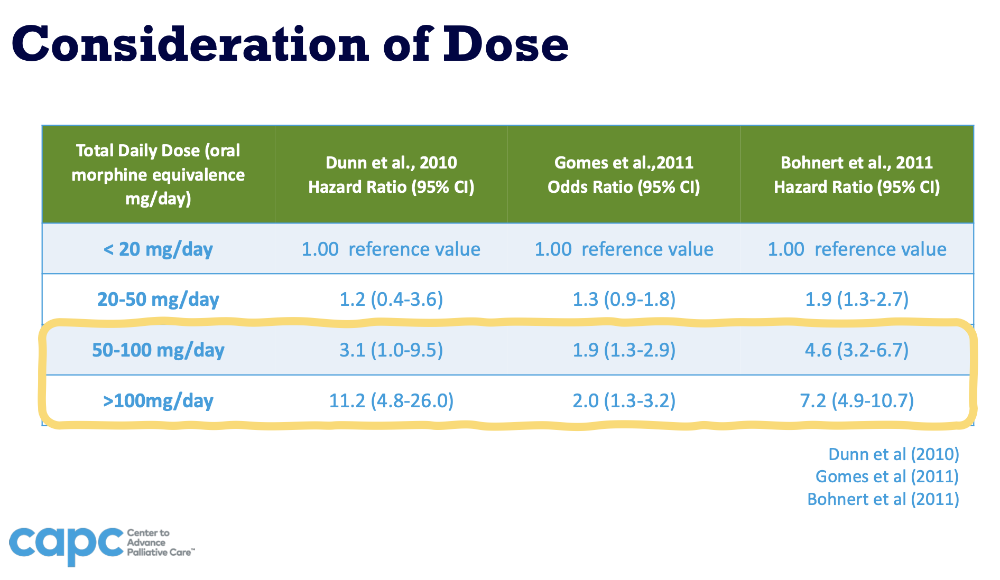 Consideration of Dose
Total Daily Dose (oral
morphine equivalence
mg/day)
Dunn et al., 2010
Hazard Ratio (95% CI)
Gomes et al.,2011
Odds Ratio (95% CI)
Bohnert et al., 2011
Hazard Ratio (95% CI)
< 20 mg/day
1.00  reference value
1.00  reference value
1.00  reference value
20-50 mg/day
1.2 (0.4-3.6)
1.3 (0.9-1.8)
1.9 (1.3-2.7)
50-100 mg/day
3.1 (1.0-9.5)
1.9 (1.3-2.9)
4.6 (3.2-6.7)
>100mg/day
11.2 (4.8-26.0)
2.0 (1.3-3.2)
7.2 (4.9-10.7)
Dunn et al (2010)
Gomes et al (2011)
Bohnert et al (2011)
capc
Center to
Advance
Palliative Care™